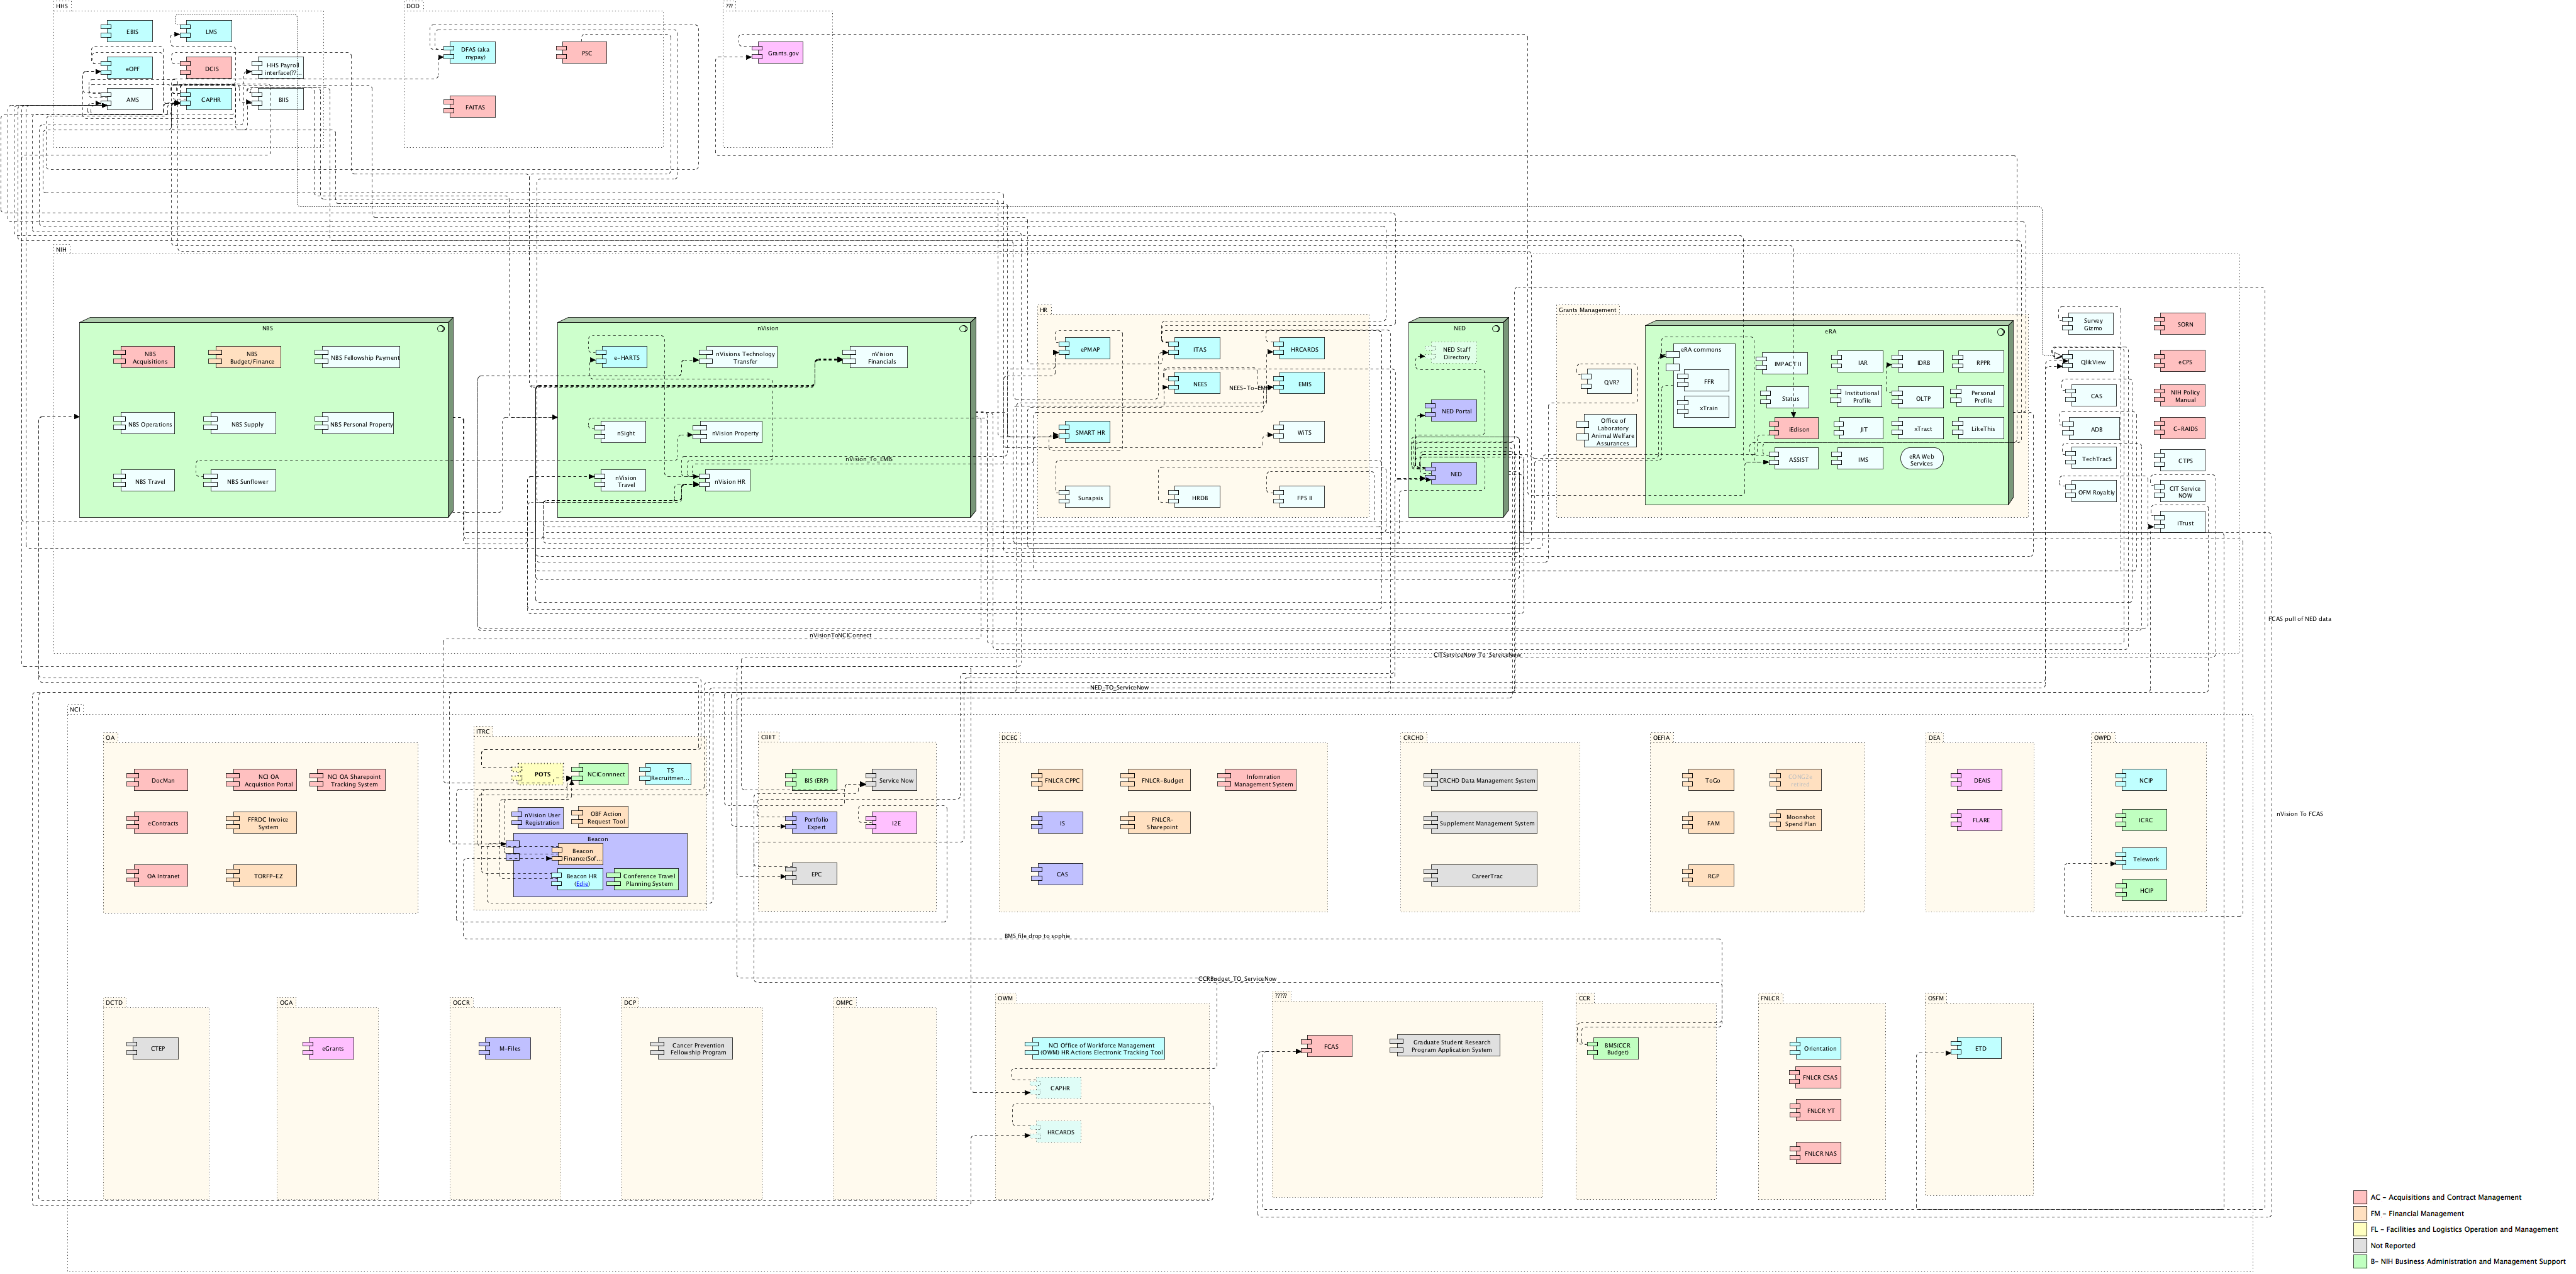 HHS
EBIS
LMS
eOPF
DCIS
HHS Payroll
interface(??...
AMS
CAPHR
BIIS
DOD
DFAS (aka
mypay)
PSC
FAITAS
???
Grants.gov
NIH
NBS
NBS
Acquisitions
NBS
Budget/Finance
NBS Fellowship Payment
NBS Operations
NBS Supply
NBS Personal Property
NBS Travel
NBS Sunflower
nVision
e-HARTS
nVisions Technology
Transfer
nVision
Financials
nSight
nVision Property
nVision_To_EMIS
nVision
Travel
nVision HR
HR
ePMAP
ITAS
HRCARDS
NEES
NEES-To-EMIS
EMIS
SMART HR
WiTS
Sunapsis
HRDB
FPS II
NED
NED Staff
Directory
NED Portal
NED
Grants Management
QVR?
Office of
Laboratory
Animal Welfare
Assurances
eRA
eRA commons
FFR
xTrain
IMPACT II
IAR
IDRB
RPPR
Status
Institutional
Profile
OLTP
Personal
Profile
iEdison
JIT
xTract
LikeThis
ASSIST
IMS
eRA Web
Services
Survey
Gizmo
SORN
QlikView
eCPS
CAS
NIH Policy
Manual
ADB
C-RAIDS
TechTracS
CTPS
OFM Royaltiy
CIT Service
NOW
iTrust
FCAS pull of NED data
nVisionToNCIConnect
CITServiceNow_To_ServiceNow
NED_TO_ServiceNow
nVision To FCAS
NCI
OA
DocMan
NCI OA
Acquistion Portal
NCI OA Sharepoint
Tracking System
eContracts
FFRDC Invoice
System
OA Intranet
TORFP-EZ
ITRC
POTS
NCIConnnect
TS
Recruitmen...
nVision User
Registration
OBF Action
Request Tool
Beacon
Beacon
Finance(Sof...
Beacon HR
(Edie)
Conference Travel
Planning System
CBIIT
BIS (ERP)
Service Now
Portfolio
Expert
I2E
EPC
DCEG
FNLCR CPPC
FNLCR-Budget
Infomration
Management System
IS
FNLCR-
Sharepoint
CAS
CRCHD
CRCHD Data Management System
Supplement Management System
CareerTrac
OEFIA
ToGo
FAM
Moonshot
Spend Plan
RGP
DEA
DEAIS
FLARE
OWPD
NCIP
ICRC
Telework
HCIP
BMS file drop to sophie
CCRBudget_TO_ServiceNow
DCTD
CTEP
OGA
eGrants
OGCR
M-Files
DCP
Cancer Prevention
Fellowship Program
OMPC
OWM
NCI Office of Workforce Management
(OWM) HR Actions Electronic Tracking Tool
CAPHR
HRCARDS
?????
FCAS
Graduate Student Research
Program Application System
CCR
BMS(CCR
Budget)
FNLCR
Orientation
FNLCR CSAS
FNLCR YT
FNLCR NAS
OSFM
ETD
AC - Acquisitions and Contract Management
FM - Financial Management
FL - Facilities and Logistics Operation and Management
Not Reported
B- NIH Business Administration and Management Support